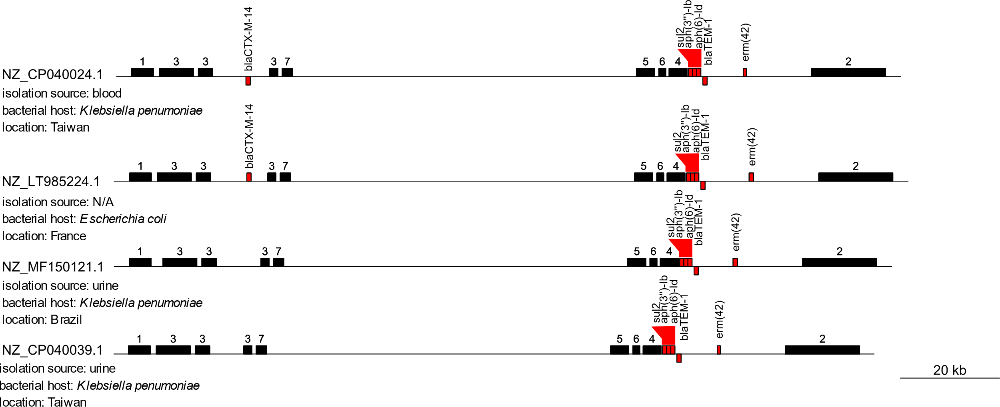 blaCTX-M-14
sul2
aph(3'')-Ib
aph(6)-Id
blaTEM-1
erm(42)
1 3 3 3 7 5 6 4 2
NZ_CP040024.1
isolation source: blood
bacterial host: Klebsiella penumoniae
location: Taiwan
blaCTX-M-14
sul2
aph(3'')-Ib
aph(6)-Id
blaTEM-1
erm(42)
1 3 3 3 7 5 6 4 2
NZ_LT985224.1
isolation source: N/A
bacterial host: Escherichia coli
location: France
sul2
aph(3'')-Ib
aph(6)-Id
blaTEM-1
erm(42)
1 3 3 3 7 5 6 4 2
NZ_MF150121.1
isolation source: urine
bacterial host: Klebsiella penumoniae
location: Brazil
sul2
aph(3'')-Ib
aph(6)-Id
blaTEM-1
erm(42)
1 3 3 3 7 5 6 4 2
NZ_CP040039.1
isolation source: urine
bacterial host: Klebsiella penumoniae
location: Taiwan
20 kb